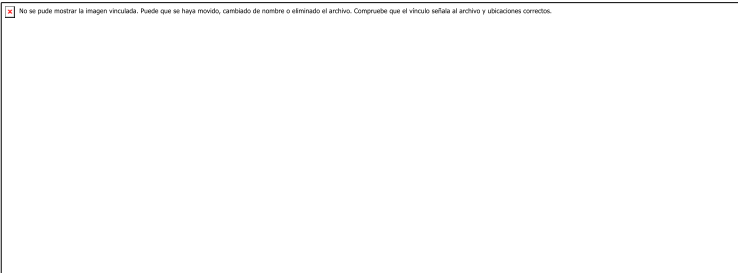 No se pude mostrar la imagen vinculada. Puede que se haya movido, cambiado de nombre o eliminado el archivo. Compruebe que el vínculo señala al archivo y ubicaciones correctos.